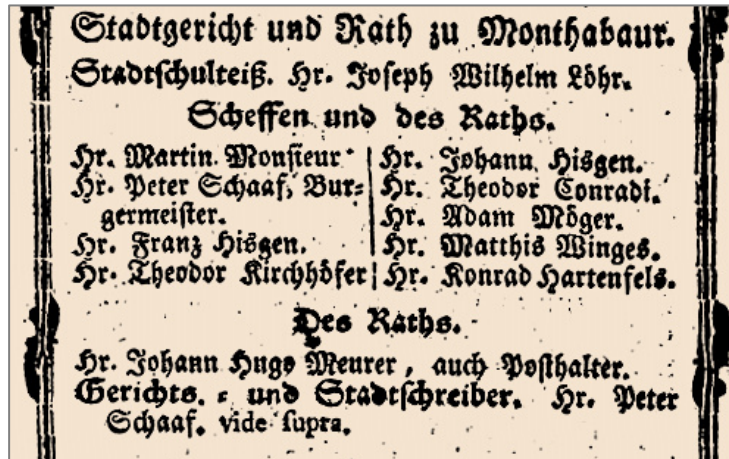 Stadtgericht und Rath zu Monthabaur.
Stadtschulteiß. Hr. Joseph Wilhelm Löhr.
Scheffen und des Raths.
Hr. Martin Monsieur
Hr. Peter Schaaf, Bur-
germeister.
Hr. Franz Hisgen.
Hr. Theodor Kirchhöfer
Hr. Johann Hisgen.
Hr. Theodor Conradi.
Hr. Adam Möger.
Hr. Matthis Winges.
Hr. Konrad Hartenfels.
Des Raths.
Hr. Johann Hugo Meurer, auch Posthalter.
Gerichts- und Stadtschreiber. Hr. Peter
Schaaf. vide supra.